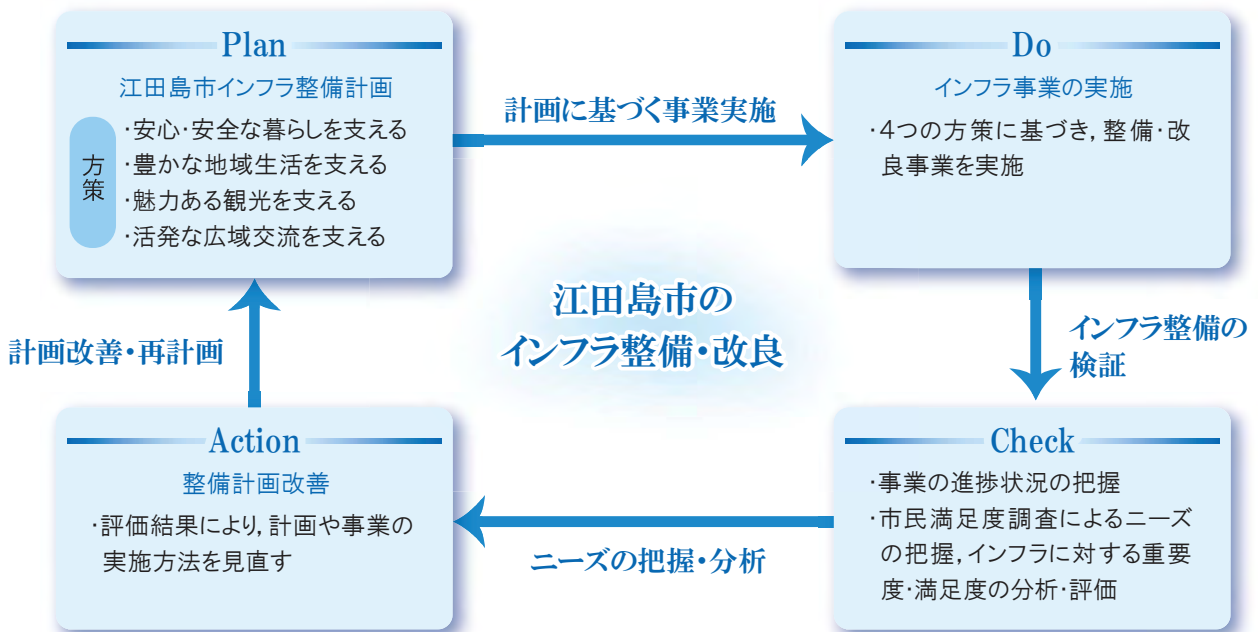 Plan
江田島市インフラ整備計画
方策
・安心・安全な暮らしを支える
・豊かな地域生活を支える
・魅力ある観光を支える
・活発な広域交流を支える
計画に基づく事業実施
Do
インフラ事業の実施
・4つの方策に基づき,整備・改
良事業を実施
江田島市の
インフラ整備・改良
インフラ整備の
検証
Check
・事業の進捗状況の把握
・市民満足度調査によるニーズ
の把握,インフラに対する重要
度・満足度の分析・評価
ニーズの把握・分析
Action
整備計画改善
・評価結果により,計画や事業の
実施方法を見直す
計画改善・再計画